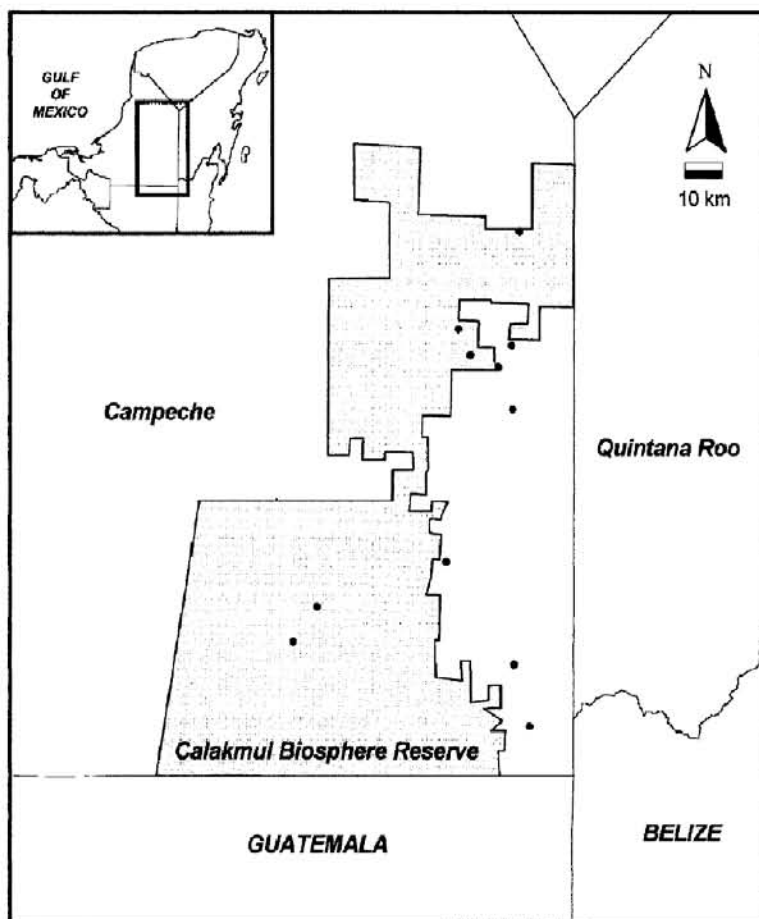 GULF
OF
MEXICO
N
10 km
Campeche
Quintana Roo
Calakmul Biosphere Reserve
GUATEMALA
BELIZE